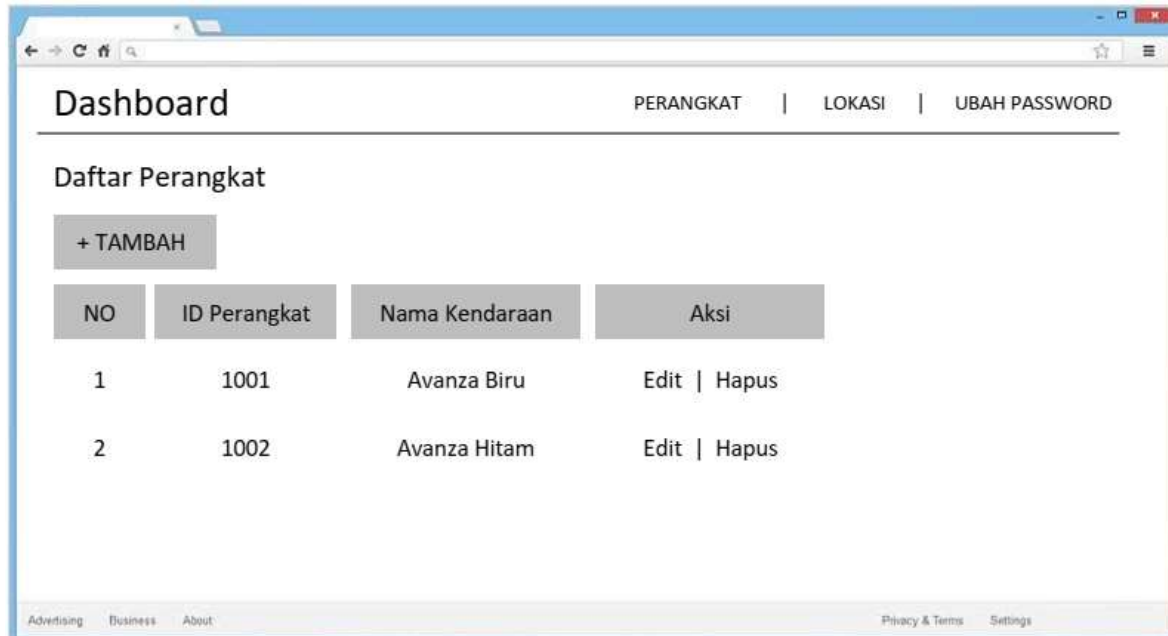 Dashboard PERANGKAT | LOKASI | UBAH PASSWORD
Daftar Perangkat
+ TAMBAH
NO ID Perangkat Nama Kendaraan Aksi
1 1001 Avanza Biru Edit | Hapus
2 1002 Avanza Hitam Edit | Hapus
Advertising Business About Privacy & Terms Settings